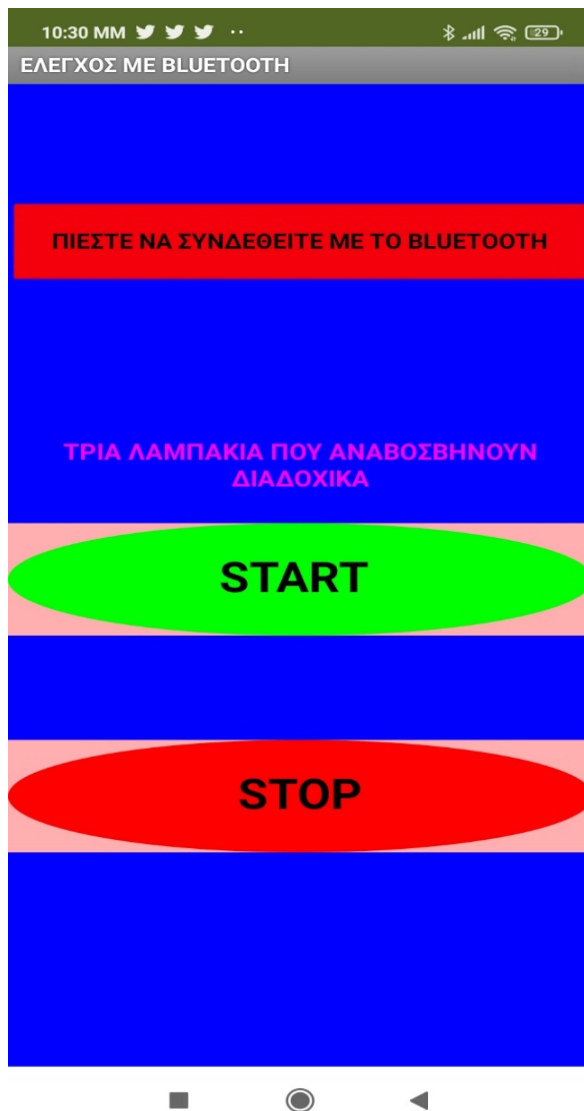 10:30 ΜΜ
29
ΕΛΕΓΧΟΣ ΜΕ BLUETOOTH
ΠΙΕΣΤΕ ΝΑ ΣΥΝΔΕΘΕΙΤΕ ΜΕ ΤΟ BLUETOOTH
ΤΡΙΑ ΛΑΜΠΑΚΙΑ ΠΟΥ ΑΝΑΒΟΣΒΗΝΟΥΝ
ΔΙΑΔΟΧΙΚΑ
START
STOP